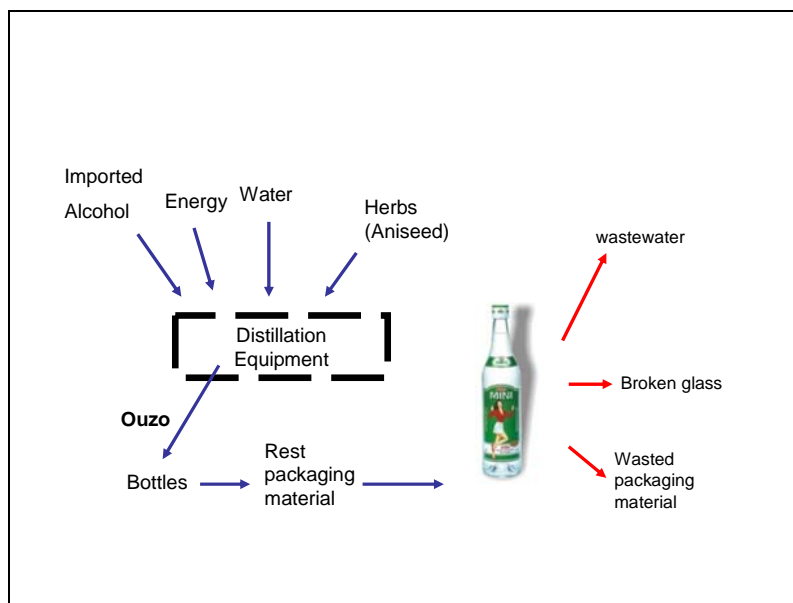 Imported
Alcohol
Energy
Water
Herbs
(Aniseed)
wastewater
Distillation
Equipment
MINI
Broken glass
Ouzo
Bottles
Rest
packaging
material
Wasted
packaging
material